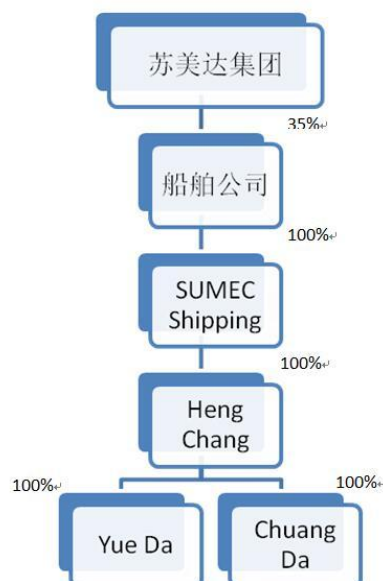 苏美达集团
35%
船舶公司
100%
SUMEC
Shipping
100%
Heng
Chang
100%
100%
Yue Da
Chuang
Da